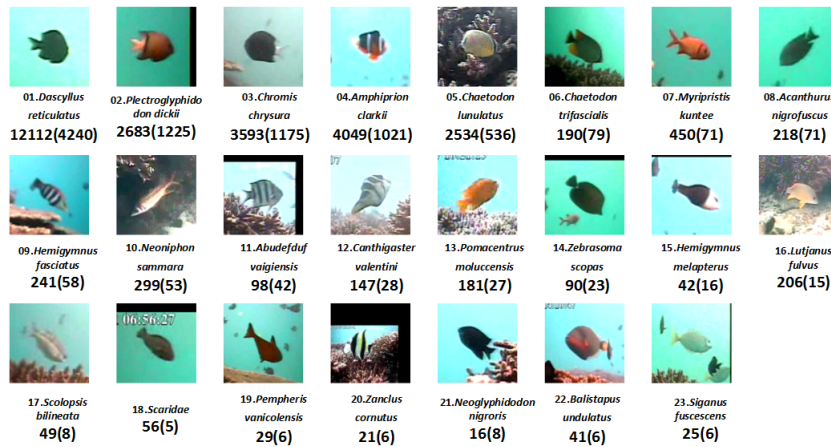 01.Dascyllus
reticulatus
12112(4240)
02.Plectroglyphido
don dickii
2683(1225)
03.Chromis
chrysura
3593(1175)
04.Amphiprion
clarkii
4049(1021)
05.Chaetodon
lunulatus
2534(536)
06.Chaetodon
trifascialis
190(79)
07.Myripristis
kuntee
450(71)
08.Acanthurus
nigrofuscus
218(71)
09.Hemigymnus
fasciatus
241(58)
10.Neoniphon
sammara
299(53)
11.Abudefduf
vaigiensis
98(42)
12.Canthigaster
valentini
147(28)
13.Pomacentrus
moluccensis
181(27)
14.Zebrasoma
scopas
90(23)
15.Hemigymnus
melapterus
42(16)
16.Lutjanus
fulvus
206(15)
06:56:27
17.Scolopsis
bilineata
49(8)
18.Scaridae
56(5)
19.Pempheris
vanicolensis
29(6)
20.Zanclus
cornutus
21(6)
21.Neoglyphidodon
nigroris
16(8)
22.Balistapus
undulatus
41(6)
23.Siganus
fuscescens
25(6)